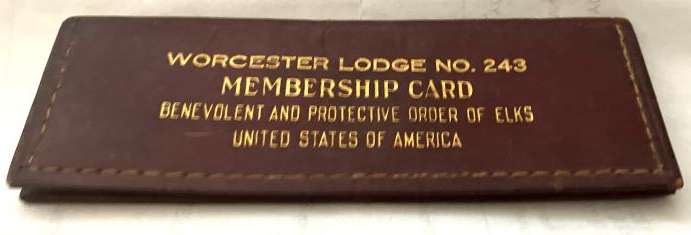 WORCESTER LODGE NO. 243
MEMBERSHIP CARD
BENEVOLENT AND PROTECTIVE ORDER OF ELKS
UNITED STATES OF AMERICA